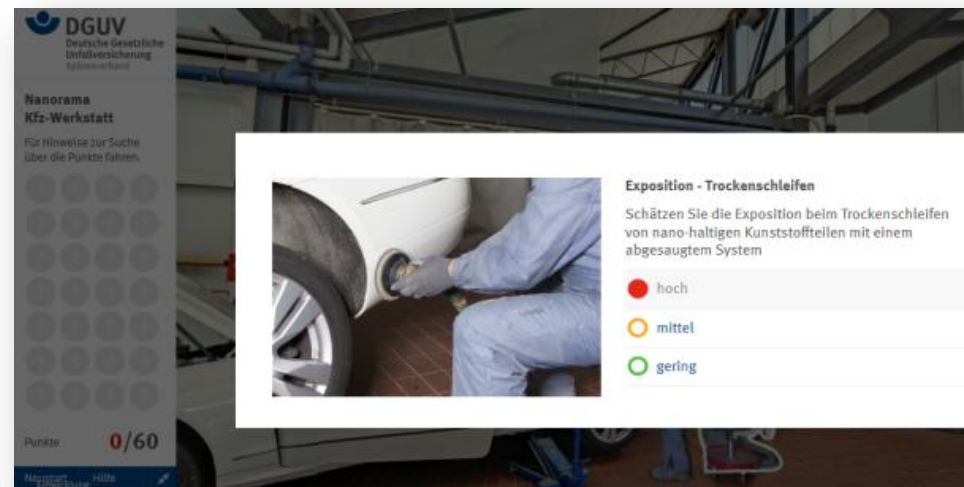 DGUV
Deutsche Gesetzliche
Unfallversicherung
Spitzenverband
Nanorama
Kfz-Werkstatt
Für Hinweise zur Suche
über die Punkte fahren.
Punkte 0/60
Neustart Hilfe
Exposition - Trockenschleifen
Schätzen Sie die Exposition beim Trockenschleifen
von nano-haltigen Kunststoffteilen mit einem
abgesaugtem System
hoch
mittel
gering